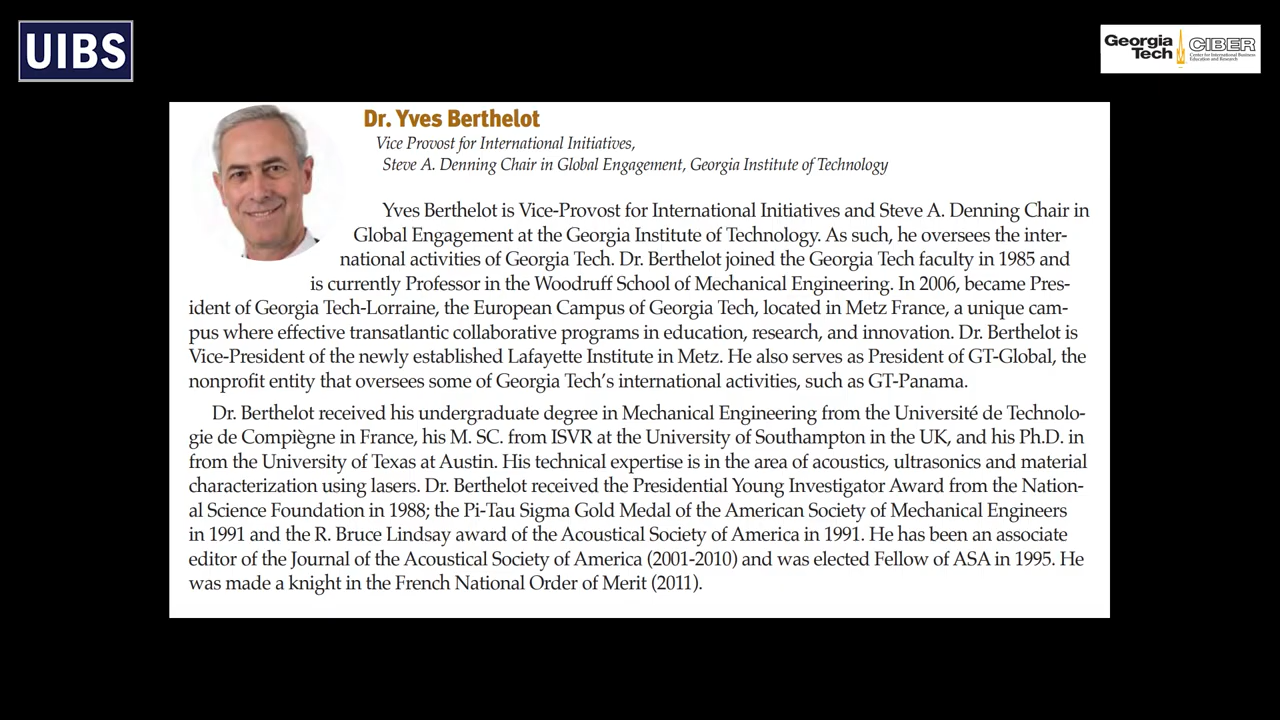 UIBS
Georgia Tech
CIBER
Center for International Business
Education and Research
Dr. Yves Berthelot
Vice Provost for International Initiatives,
Steve A. Denning Chair in Global Engagement, Georgia Institute of Technology
Yves Berthelot is Vice-Provost for International Initiatives and Steve A. Denning Chair in
Global Engagement at the Georgia Institute of Technology. As such, he oversees the inter-
national activities of Georgia Tech. Dr. Berthelot joined the Georgia Tech faculty in 1985 and
is currently Professor in the Woodruff School of Mechanical Engineering. In 2006, became Pres-
ident of Georgia Tech-Lorraine, the European Campus of Georgia Tech, located in Metz France, a unique cam-
pus where effective transatlantic collaborative programs in education, research, and innovation. Dr. Berthelot is
Vice-President of the newly established Lafayette Institute in Metz. He also serves as President of GT-Global, the
nonprofit entity that oversees some of Georgia Tech's international activities, such as GT-Panama.
Dr. Berthelot received his undergraduate degree in Mechanical Engineering from the Université de Technolo-
gie de Compiègne in France, his M. SC. from ISVR at the University of Southampton in the UK, and his Ph.D. in
from the University of Texas at Austin. His technical expertise is in the area of acoustics, ultrasonics and material
characterization using lasers. Dr. Berthelot received the Presidential Young Investigator Award from the Nation-
al Science Foundation in 1988; the Pi-Tau Sigma Gold Medal of the American Society of Mechanical Engineers
in 1991 and the R. Bruce Lindsay award of the Acoustical Society of America in 1991. He has been an associate
editor of the Journal of the Acoustical Society of America (2001-2010) and was elected Fellow of ASA in 1995. He
was made a knight in the French National Order of Merit (2011).